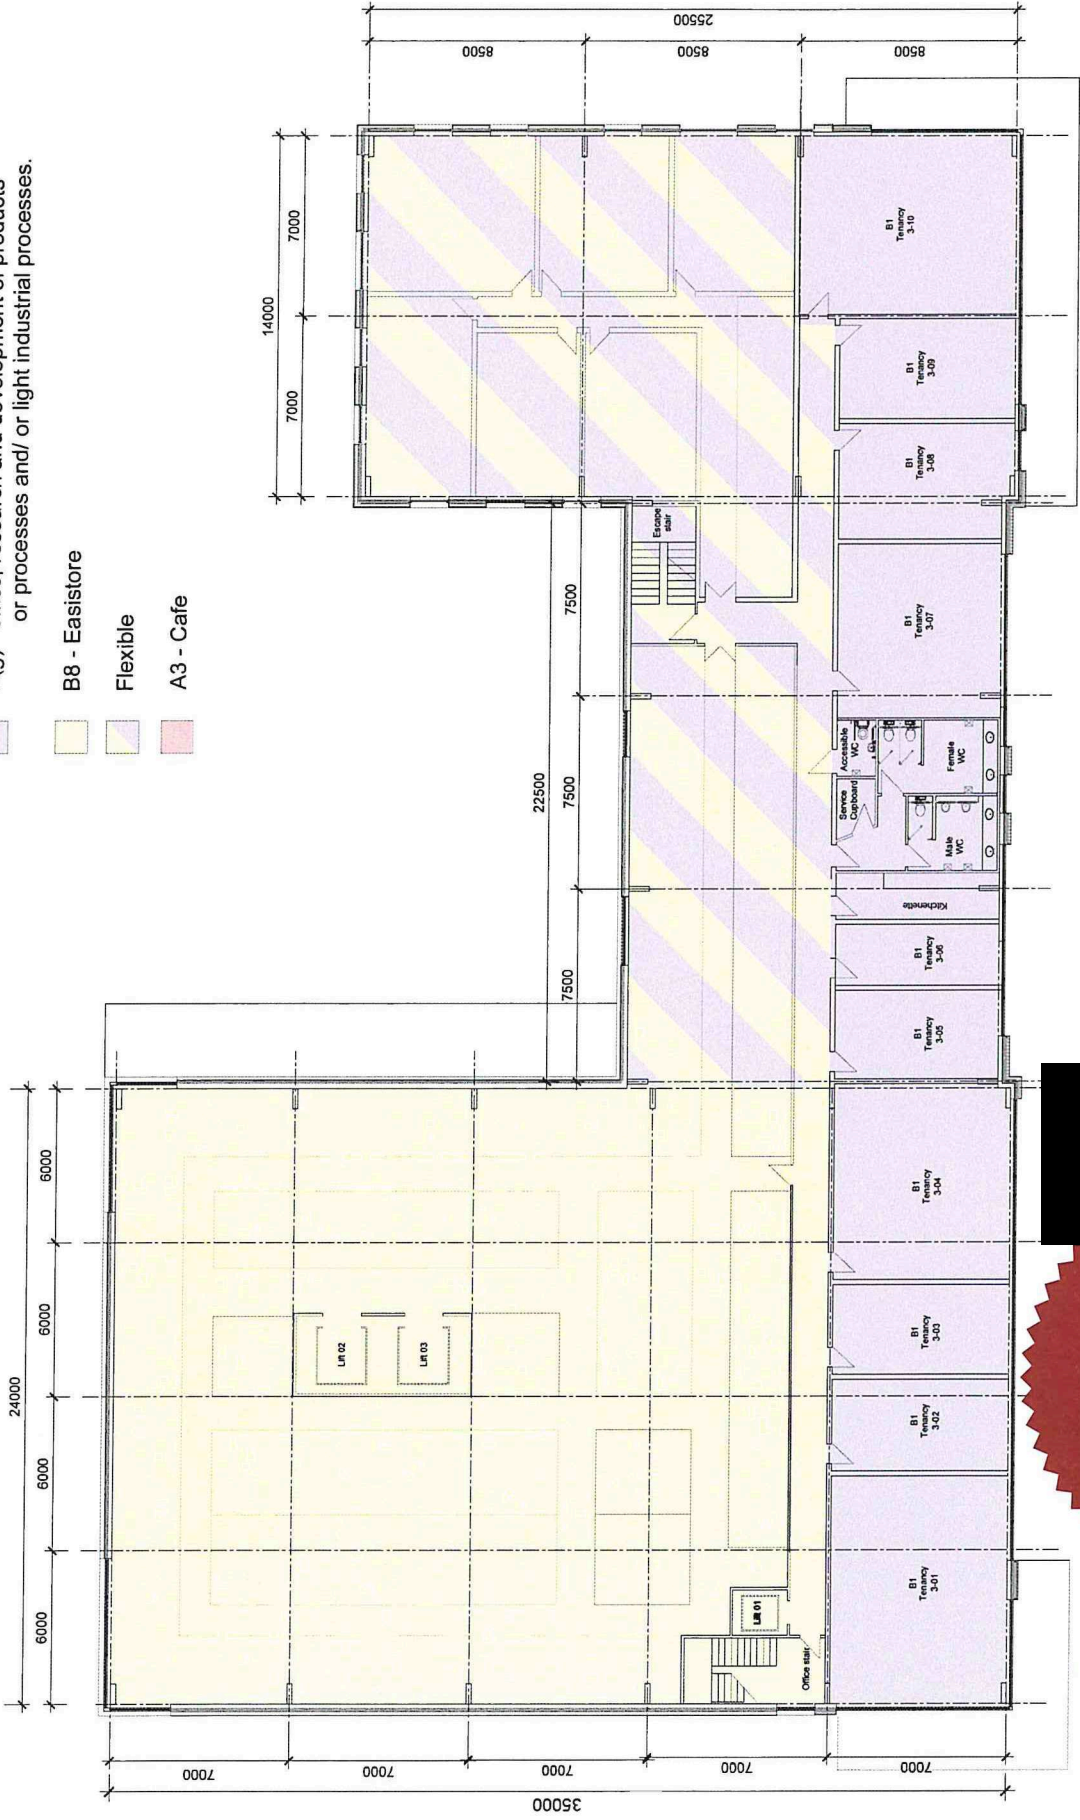 or processes and/ or light industrial processes.
B8 - Easistore
Flexible
A3 - Cafe
25500
8500
8500
8500
14000
7000
7000
22500
7500
7500
7500
24000
6000
6000
6000
6000
35000
7000
7000
7000
7000
7000
Escape
stair
Lift 02
Lift 03
Lift 01
Office stair
B1
Tenancy
3-01
B1
Tenancy
3-02
B1
Tenancy
3-03
B1
Tenancy
3-04
B1
Tenancy
3-05
B1
Tenancy
3-06
Kitchenette
Male
WC
Female
WC
Service
Cupboard
Accessible
WC
B1
Tenancy
3-07
B1
Tenancy
3-08
B1
Tenancy
3-09
B1
Tenancy
3-10